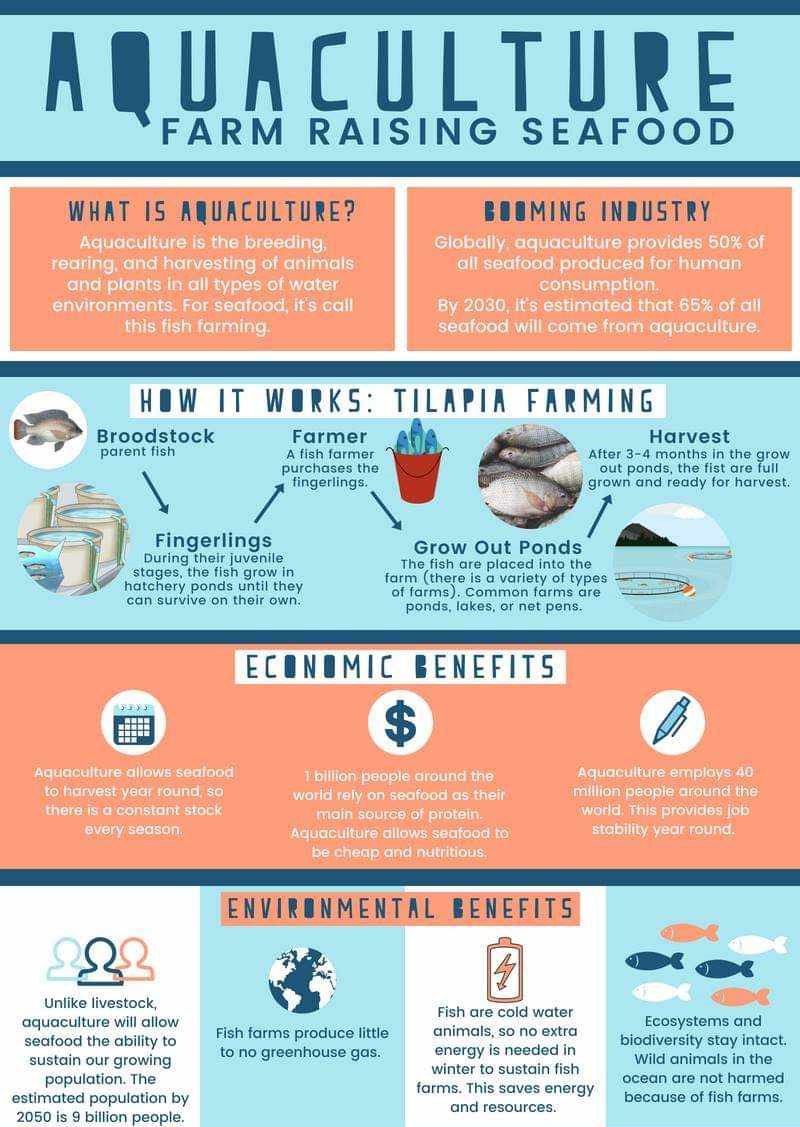 AQUACULTURE
FARM RAISING SEAFOOD
WHAT IS AQUACULTURE?
Aquaculture is the breeding,
rearing, and harvesting of animals
and plants in all types of water
environments. For seafood, it's call
this fish farming.
BOOMING INDUSTRY
Globally, aquaculture provides 50% of
all seafood produced for human
consumption.
By 2030, it's estimated that 65% of all
seafood will come from aquaculture.
HOW IT WORKS: TILAPIA FARMING
Broodstock
parent fish
Fingerlings
During their juvenile
stages, the fish grow in
hatchery ponds until they
can survive on their own.
Farmer
A fish farmer
purchases the
fingerlings.
Grow Out Ponds
The fish are placed into the
farm (there is a variety of types
of farms). Common farms are
ponds, lakes, or net pens.
Harvest
After 3-4 months in the grow
out ponds, the fist are full
grown and ready for harvest.
ECONOMIC BENEFITS
$
Aquaculture allows seafood
to harvest year round, so
there is a constant stock
every season.
1 billion people around the
world rely on seafood as their
main source of protein.
Aquaculture allows seafood to
be cheap and nutritious.
Aquaculture employs 40
million people around the
world. This provides job
stability year round.
ENVIRONMENTAL BENEFITS
Unlike livestock,
aquaculture will allow
seafood the ability to
sustain our growing
population. The
estimated population by
2050 is 9 billion people.
Fish farms produce little
to no greenhouse gas.
Fish are cold water
animals, so no extra
energy is needed in
winter to sustain fish
farms. This saves energy
and resources.
Ecosystems and
biodiversity stay intact.
Wild animals in the
ocean are not harmed
because of fish farms.